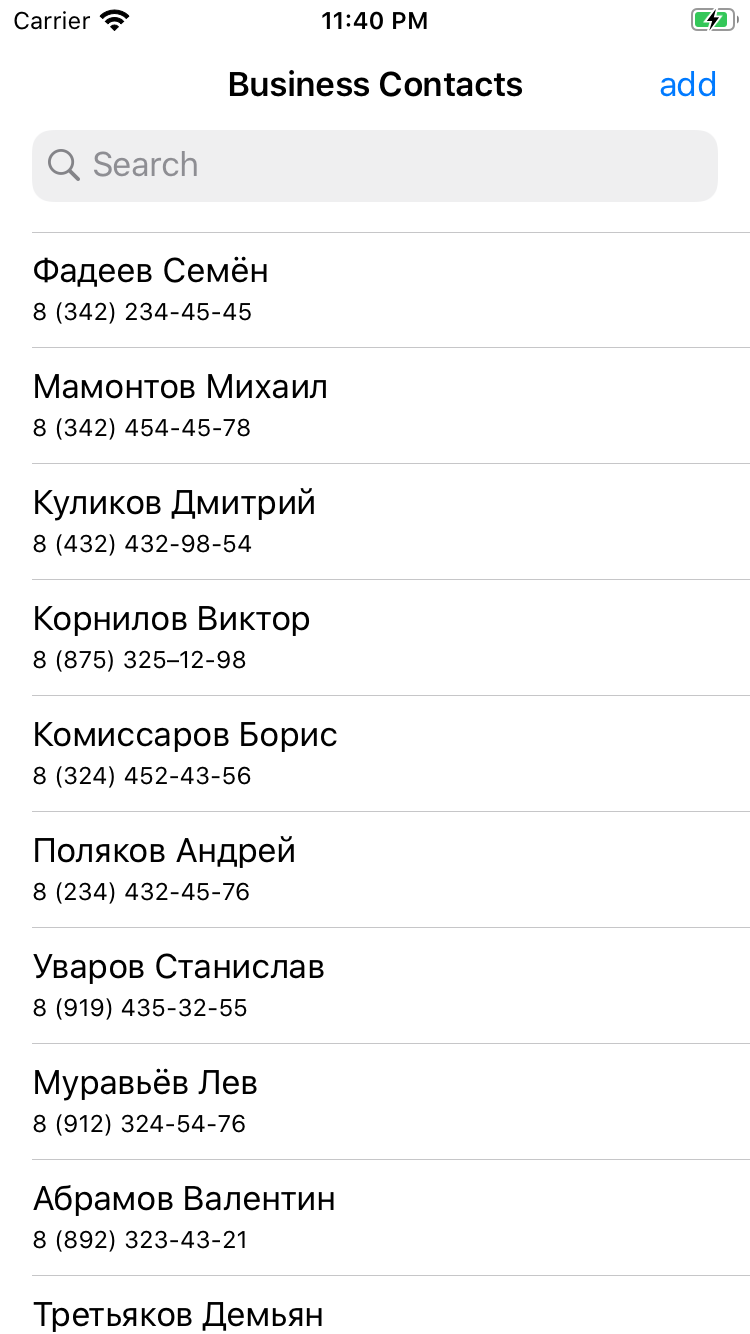 Carrier 11:40 PM
Business Contacts add
Search
Фадеев Семён
8 (342) 234-45-45
Мамонтов Михаил
8 (342) 454-45-78
Куликов Дмитрий
8 (432) 432-98-54
Корнилов Виктор
8 (875) 325–12-98
Комиссаров Борис
8 (324) 452-43-56
Поляков Андрей
8 (234) 432-45-76
Уваров Станислав
8 (919) 435-32-55
Муравьёв Лев
8 (912) 324-54-76
Абрамов Валентин
8 (892) 323-43-21
Третьяков Демьян